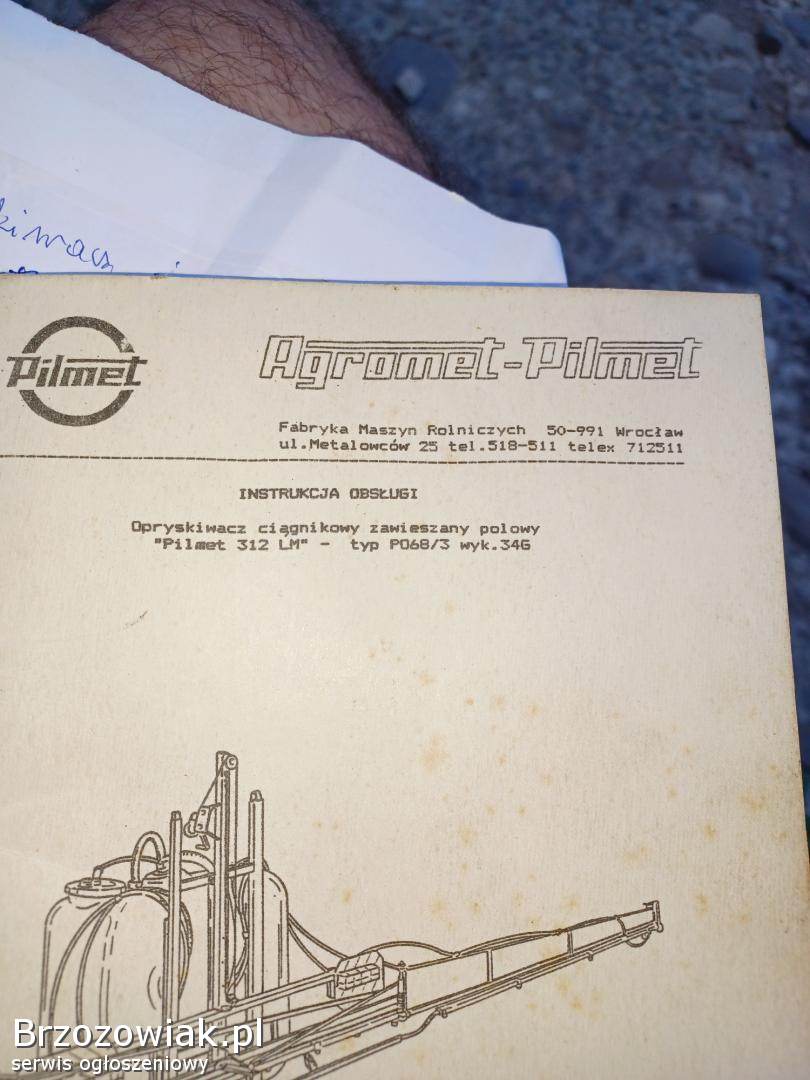 Pilmet
Agromet-Pilmet
Fabryka Maszyn Rolniczych 50-991 Wrocław
ul.Metalowców 25 tel.518-511 telex 712511
INSTRUKCJA OBSŁUGI
Opryskiwacz ciągnikowy zawieszany polowy
"Pilmet 312 LM" - typ P068/3 wyk.34G
Brzozowiak.pl
serwis ogłoszeniowy